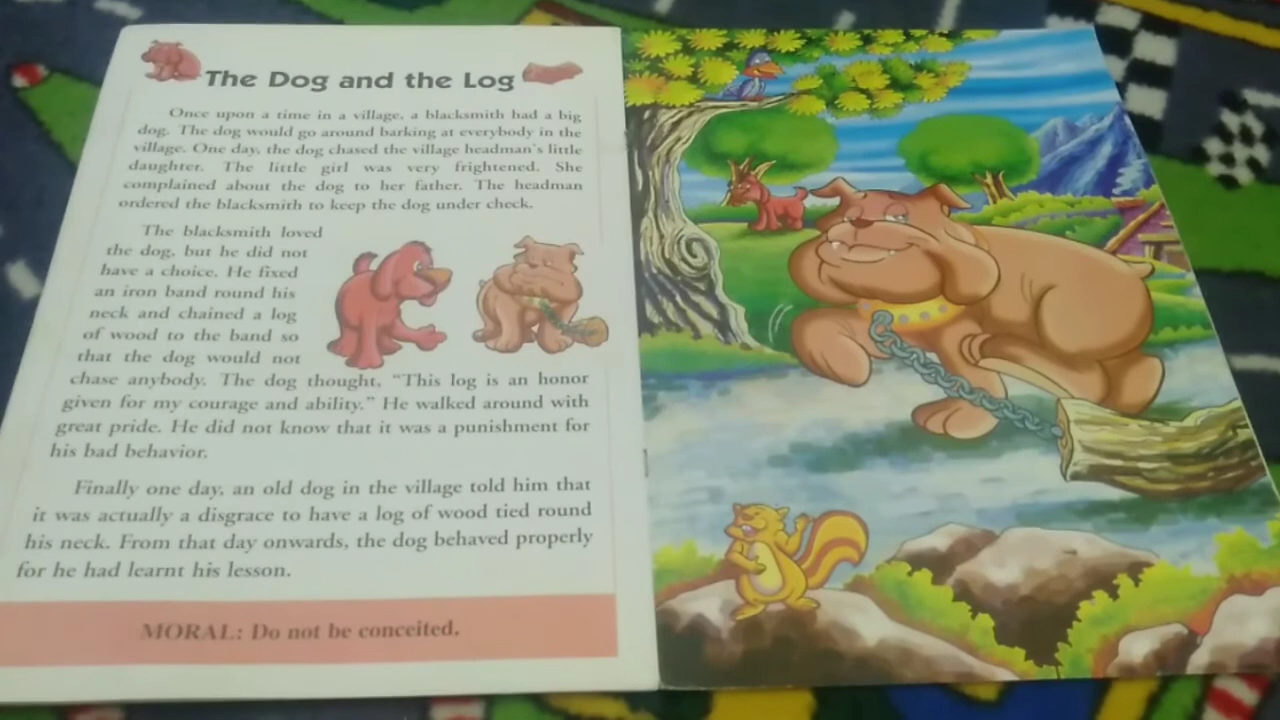 The Dog and the Log
Once upon a time in a village, a blacksmith had a big
dog. The dog would go around barking at everybody in the
village. One day, the dog chased the village headman's little
daughter. The little girl was very frightened. She
complained about the dog to her father. The headman
ordered the blacksmith to keep the dog under check.
The blacksmith loved
the dog, but he did not
have a choice. He fixed
an iron band round his
neck and chained a log
of wood to the band so
that the dog would not
chase anybody. The dog thought, “This log is an honor
given for my courage and ability.” He walked around with
great pride. He did not know that it was a punishment for
his bad behavior.
Finally one day, an old dog in the village told him that
it was actually a disgrace to have a log of wood tied round
his neck. From that day onwards, the dog behaved properly
for he had learnt his lesson.
MORAL: Do not be conceited.